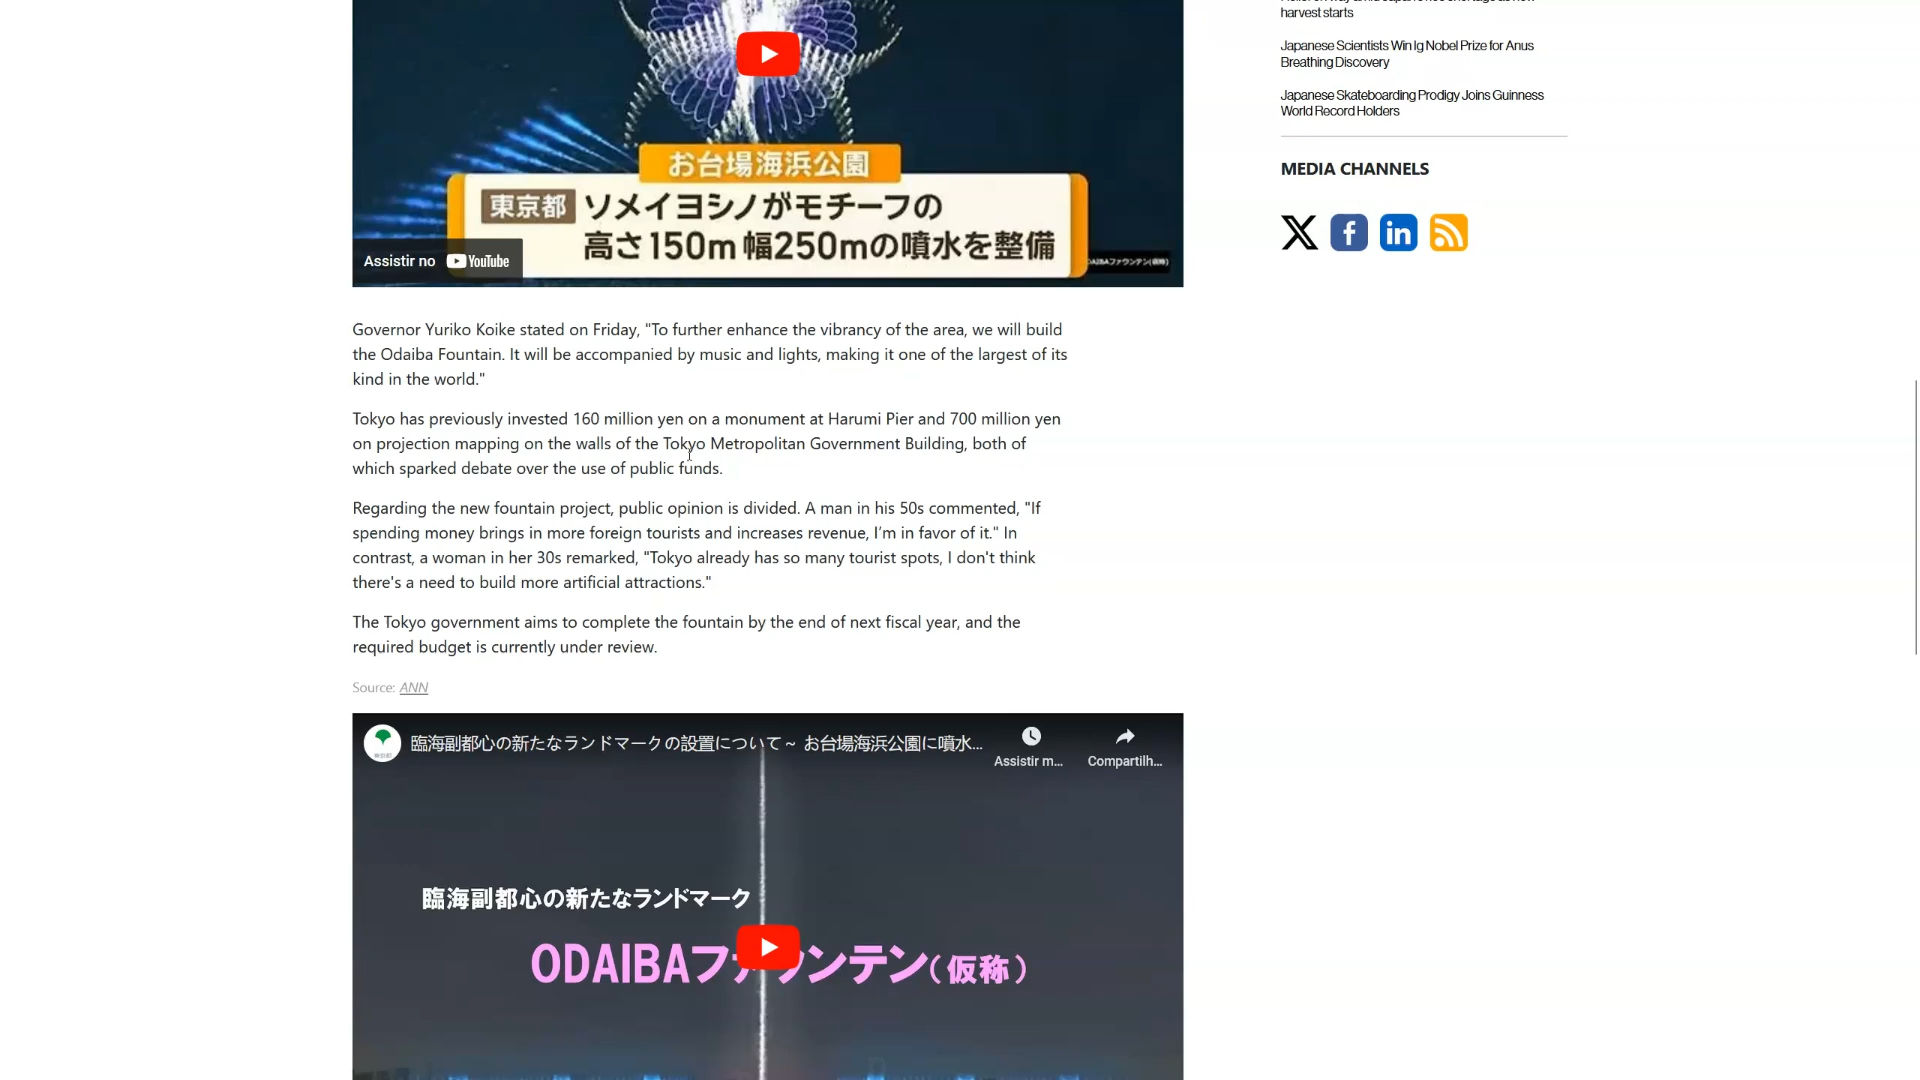 harvest starts
Japanese Scientists Win Ig Nobel Prize for Anus
Breathing Discovery
Japanese Skateboarding Prodigy Joins Guinness
World Record Holders
MEDIA CHANNELS
お台場海浜公園
東京都 ソメイヨシノがモチーフの
高さ150m 幅250mの噴水を整備
Assistir no YouTube
Governor Yuriko Koike stated on Friday, "To further enhance the vibrancy of the area, we will build
the Odaiba Fountain. It will be accompanied by music and lights, making it one of the largest of its
kind in the world."
Tokyo has previously invested 160 million yen on a monument at Harumi Pier and 700 million yen
on projection mapping on the walls of the Tokyo Metropolitan Government Building, both of
which sparked debate over the use of public funds.
Regarding the new fountain project, public opinion is divided. A man in his 50s commented, "If
spending money brings in more foreign tourists and increases revenue, I'm in favor of it." In
contrast, a woman in her 30s remarked, "Tokyo already has so many tourist spots, I don't think
there's a need to build more artificial attractions."
The Tokyo government aims to complete the fountain by the end of next fiscal year, and the
required budget is currently under review.
Source: ANN
臨海副都心の新たなランドマークの設置について～ お台場海浜公園に噴水...
Assistir m...
Compartilh...
臨海副都心の新たなランドマーク
ODAIBAファウンテン(仮称)